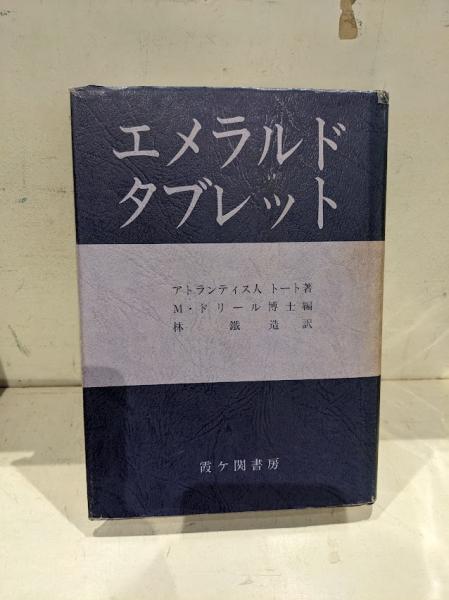 エメラルド
タブレット
アトランティス人 トート著
M・ドリール博士編
林 鐵造訳
霞ケ関書房